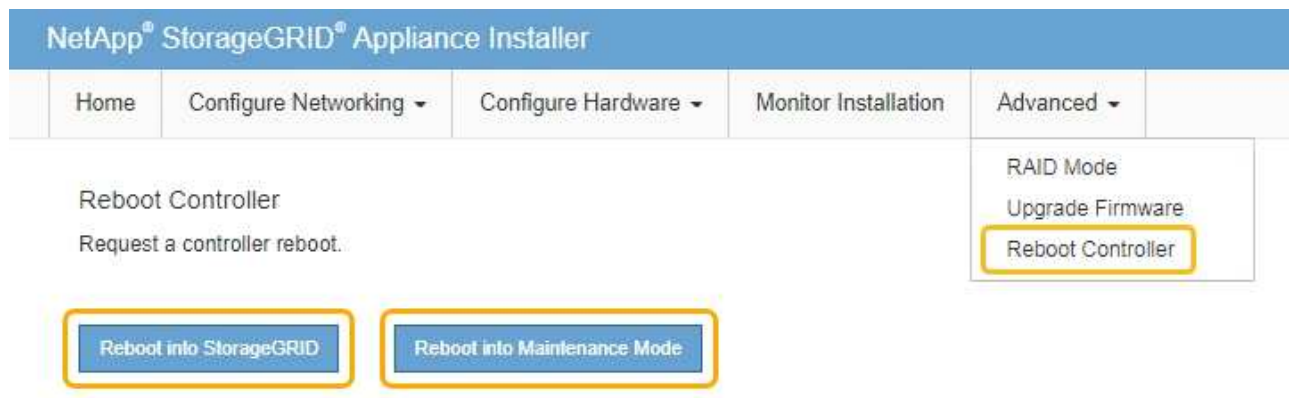 NetApp® StorageGRID® Appliance Installer
Home Configure Networking Configure Hardware Monitor Installation Advanced
RAID Mode
Upgrade Firmware
Reboot Controller
Reboot Controller
Request a controller reboot.
Reboot into StorageGRID Reboot into Maintenance Mode